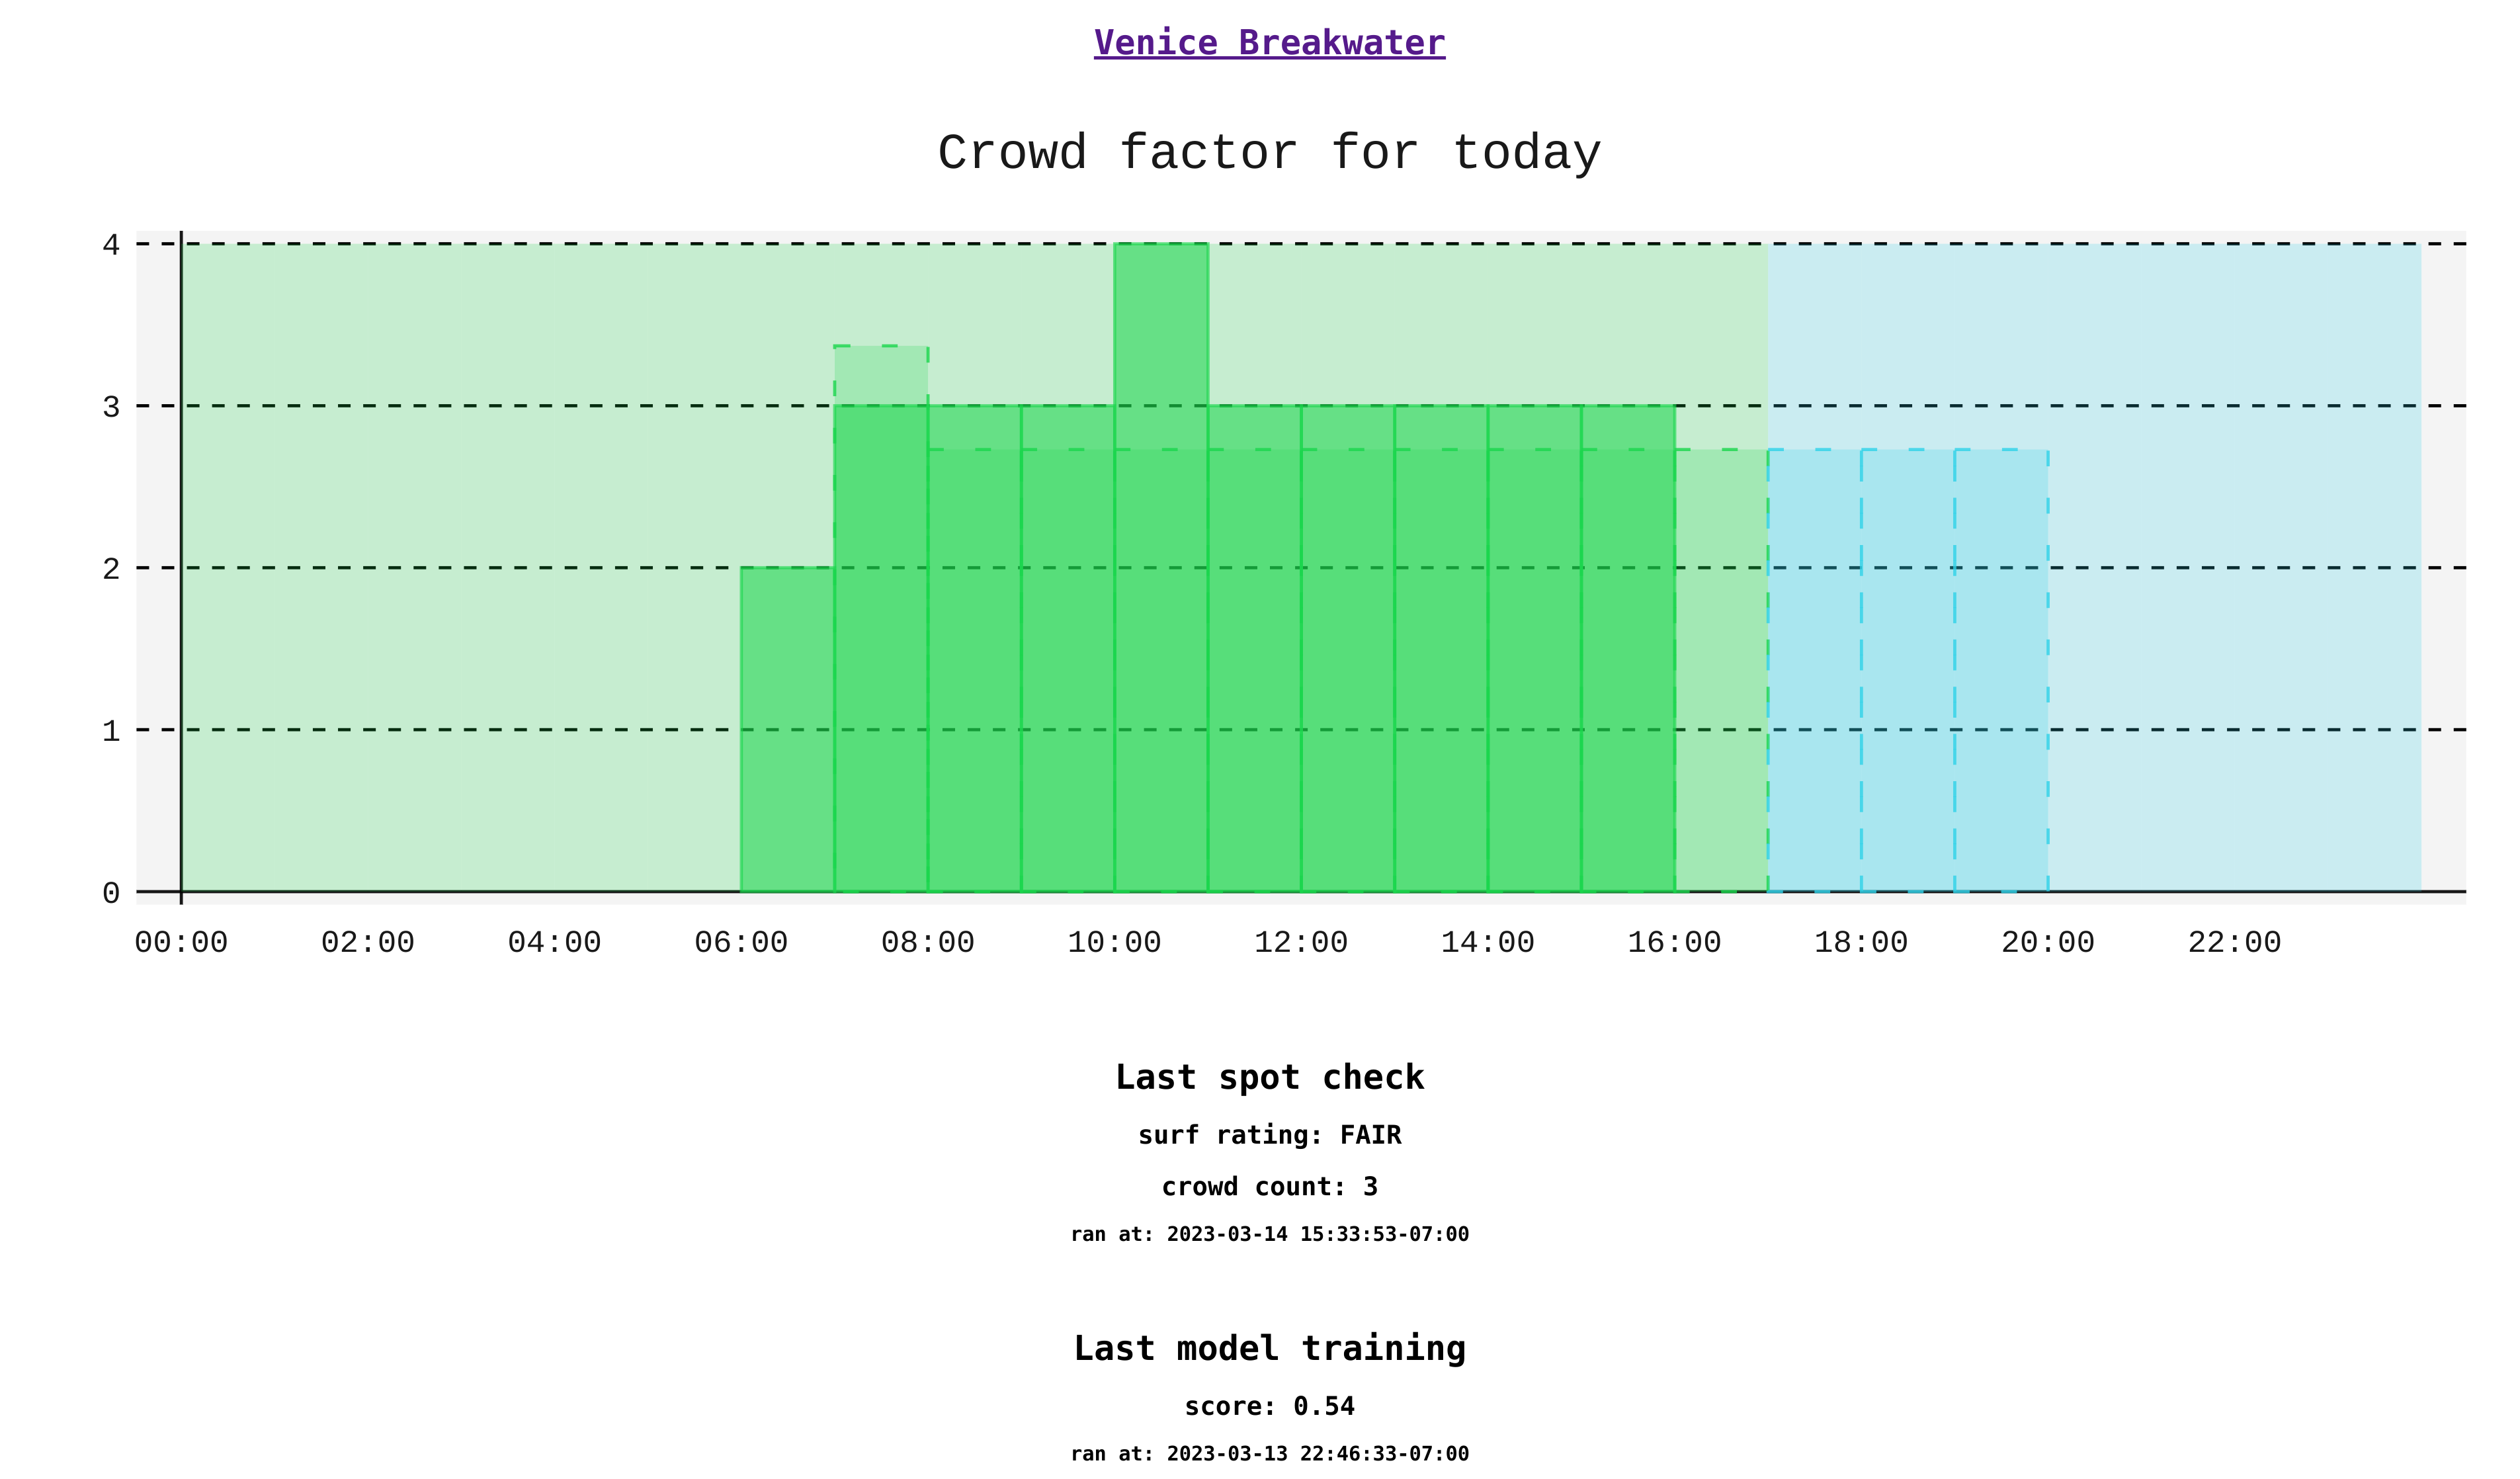 Venice Breakwater
Crowd factor for today
4
3
2
1
0
00:00 02:00 04:00 06:00 08:00 10:00 12:00 14:00 16:00 18:00 20:00 22:00
Last spot check
surf rating: FAIR
crowd count: 3
ran at: 2023-03-14 15:33:53-07:00
Last model training
score: 0.54
ran at: 2023-03-13 22:46:33-07:00